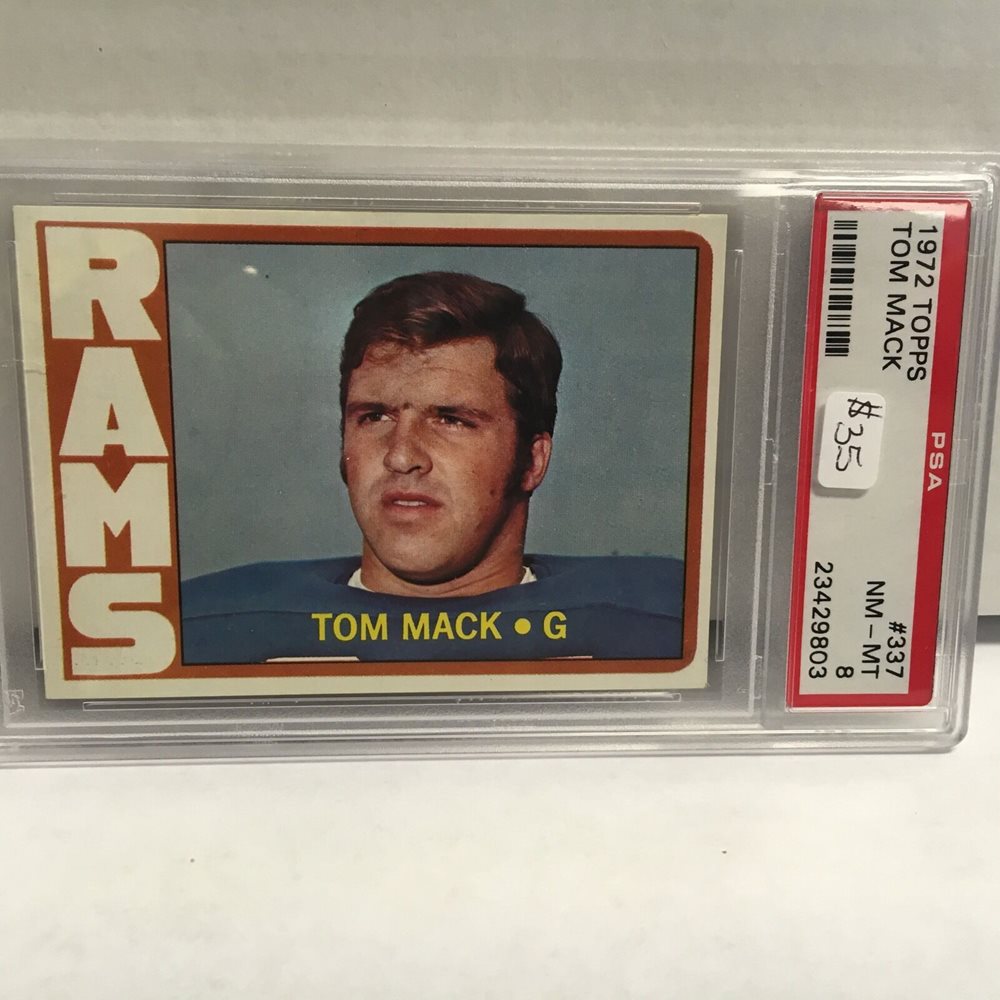 RAMS
TOM MACK • G
1972 TOPPS
TOM MACK
#337
NM-MT
8
23429803
PSA
$35